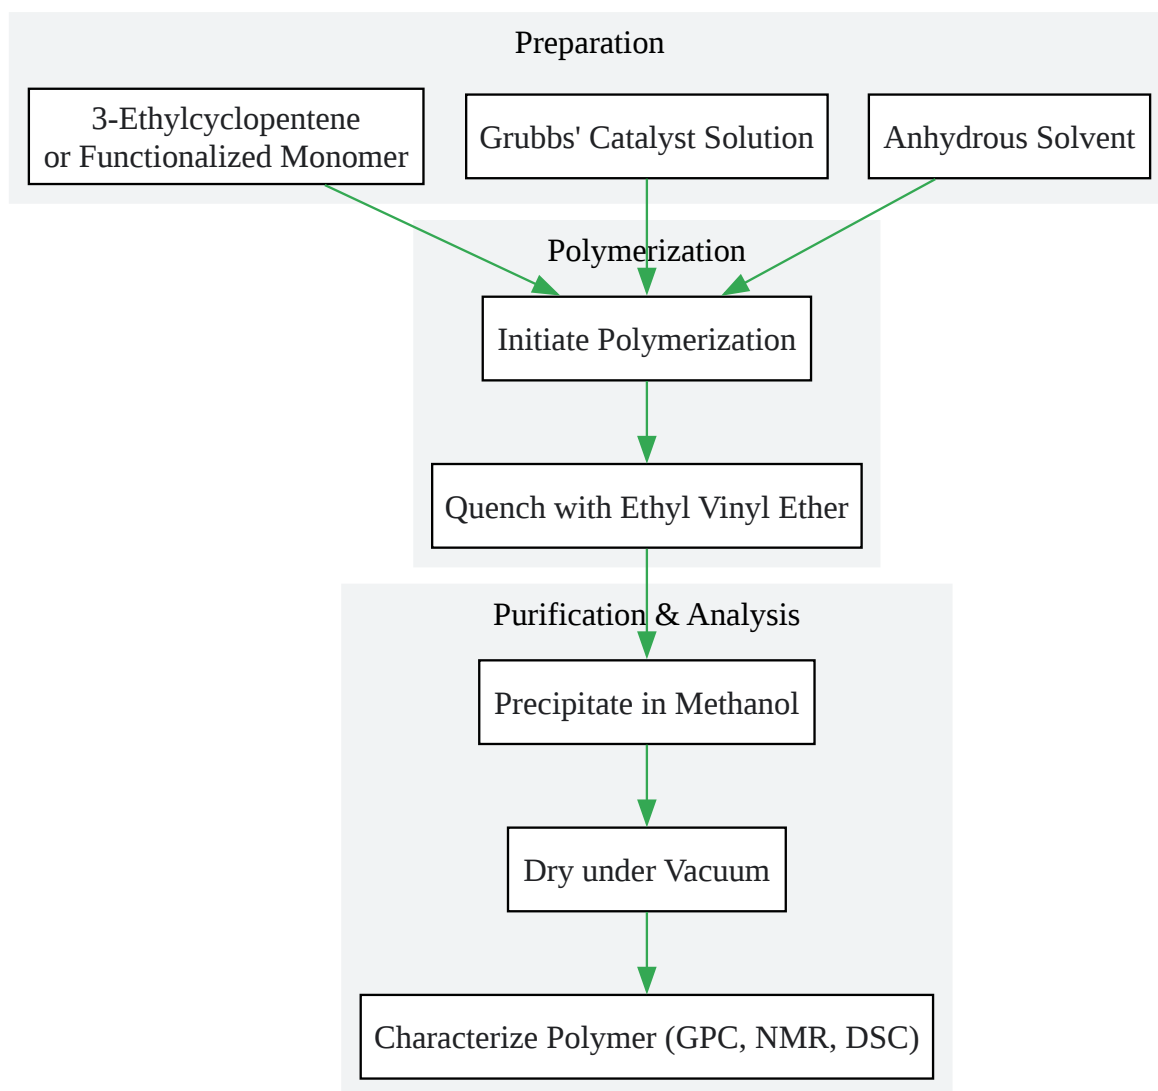 Preparation
3-Ethylcyclopentene
or Functionalized Monomer
Grubbs' Catalyst Solution
Anhydrous Solvent
Polymerization
Initiate Polymerization
Quench with Ethyl Vinyl Ether
Purification & Analysis
Precipitate in Methanol
Dry under Vacuum
Characterize Polymer (GPC, NMR, DSC)